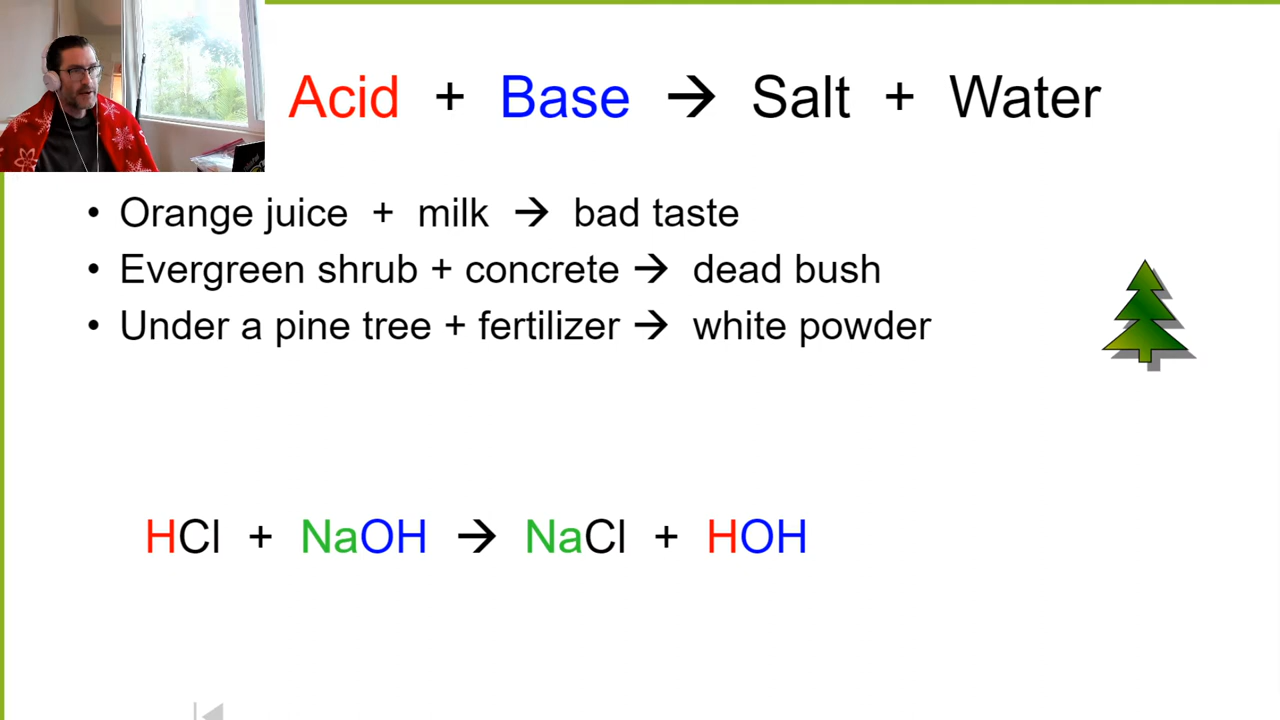 Acid + Base → Salt + Water
• Orange juice + milk → bad taste
• Evergreen shrub + concrete → dead bush
• Under a pine tree + fertilizer → white powder
HCl + NaOH → NaCl + HOH